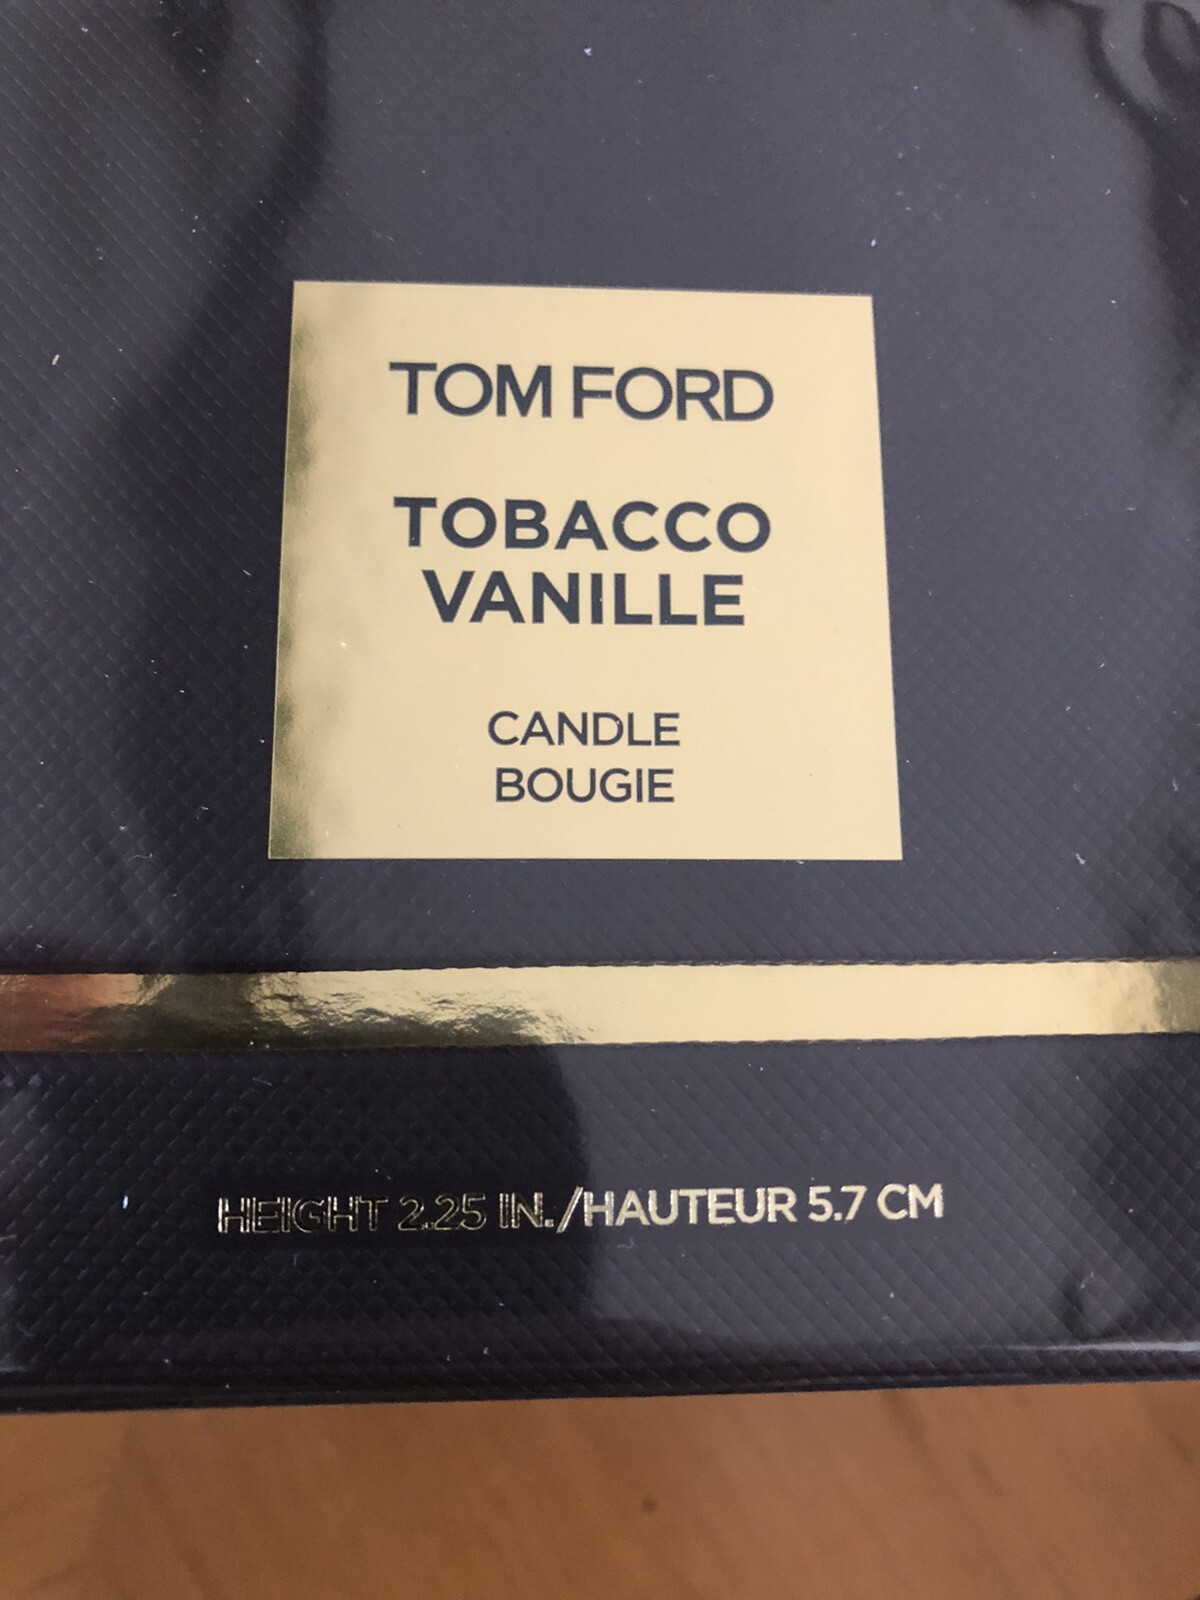 TOM FORD
TOBACCO
VANILLE
CANDLE
BOUGIE
HEIGHT 2.25 IN./HAUTEUR 5.7 CM